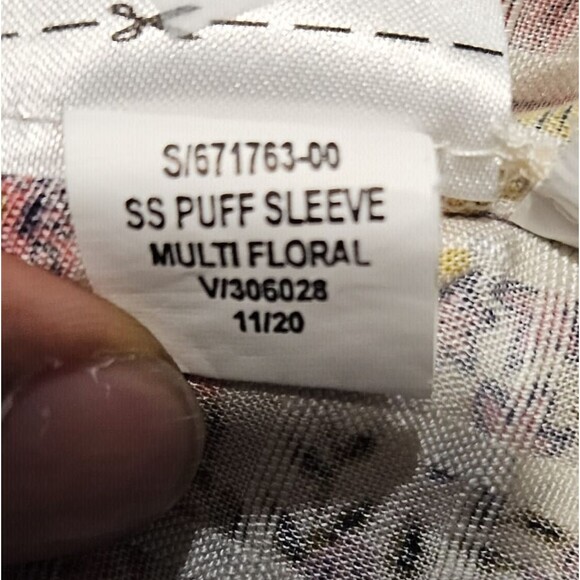 S/671763-00
SS PUFF SLEEVE
MULTI FLORAL
V/306028
11/20